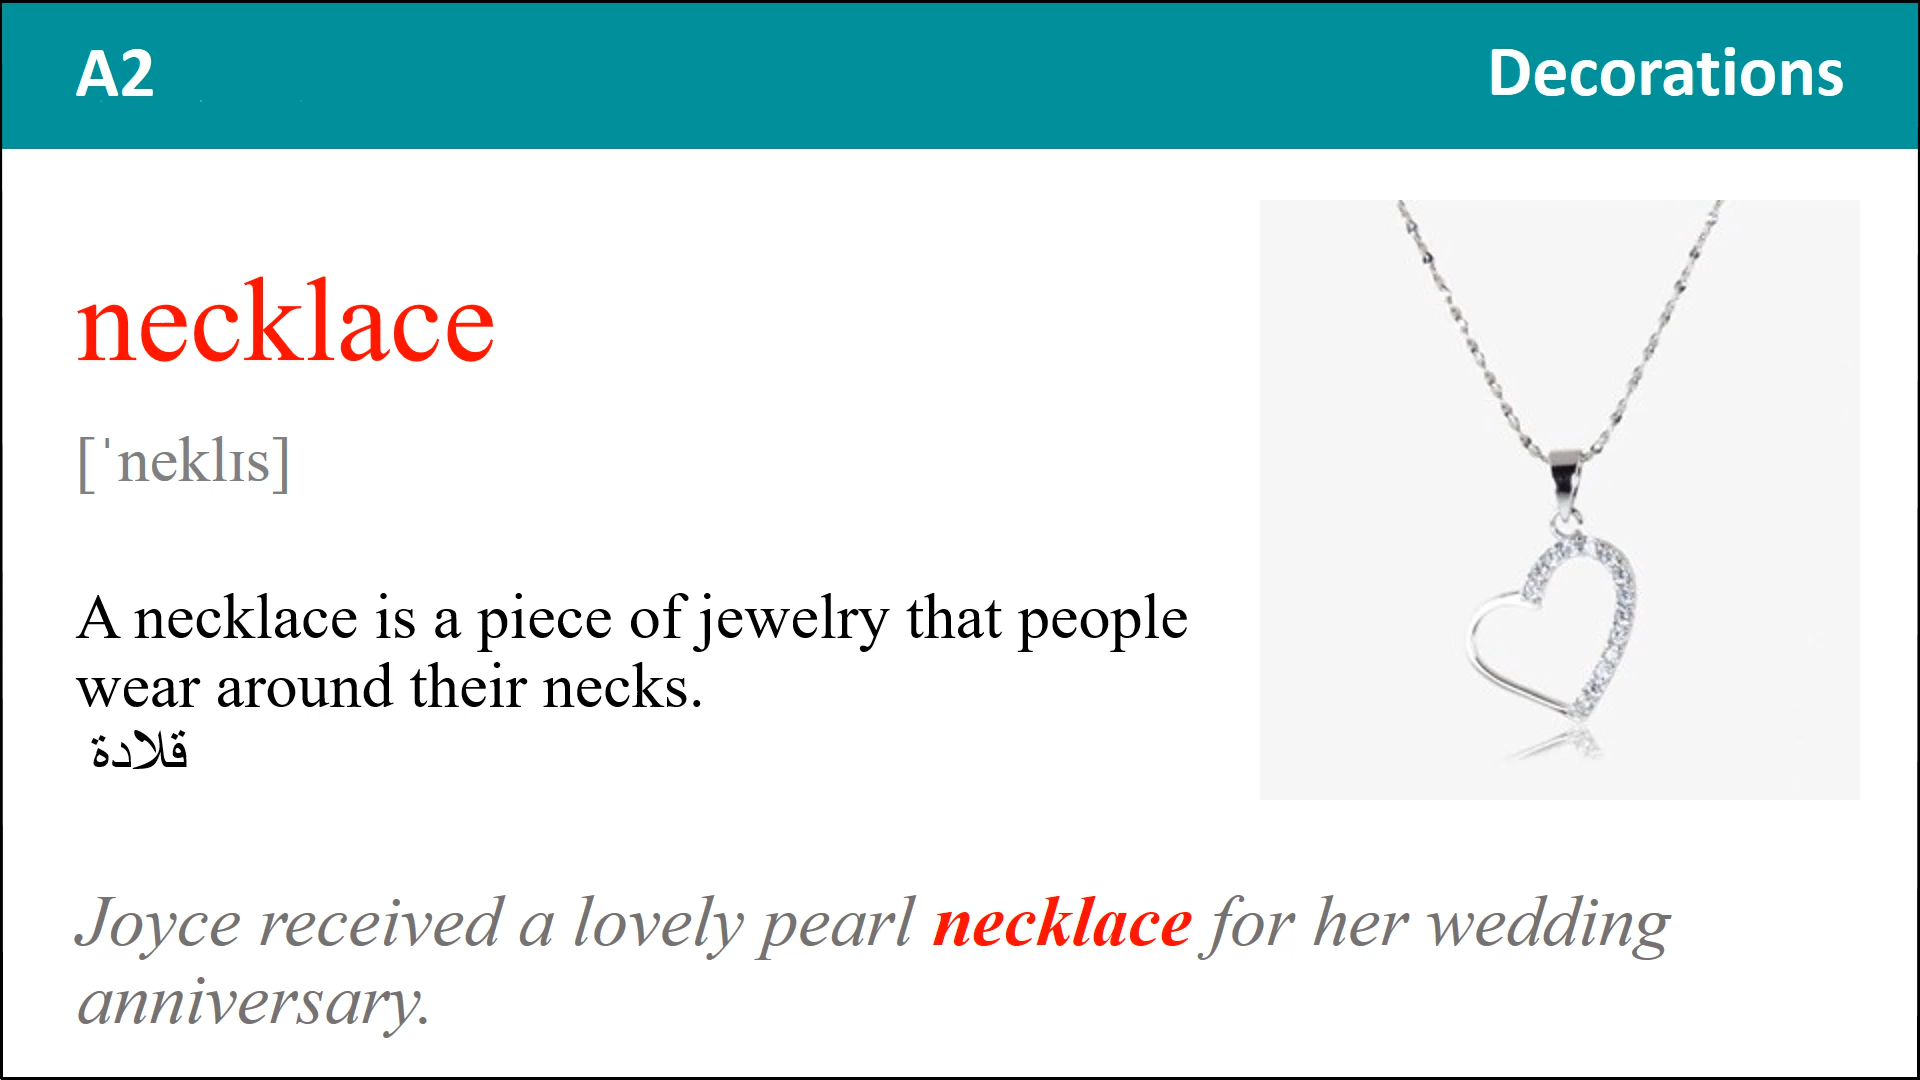 A2
Decorations
necklace
[ˈneklɪs]
A necklace is a piece of jewelry that people
wear around their necks.
قلادة
Joyce received a lovely pearl necklace for her wedding
anniversary.